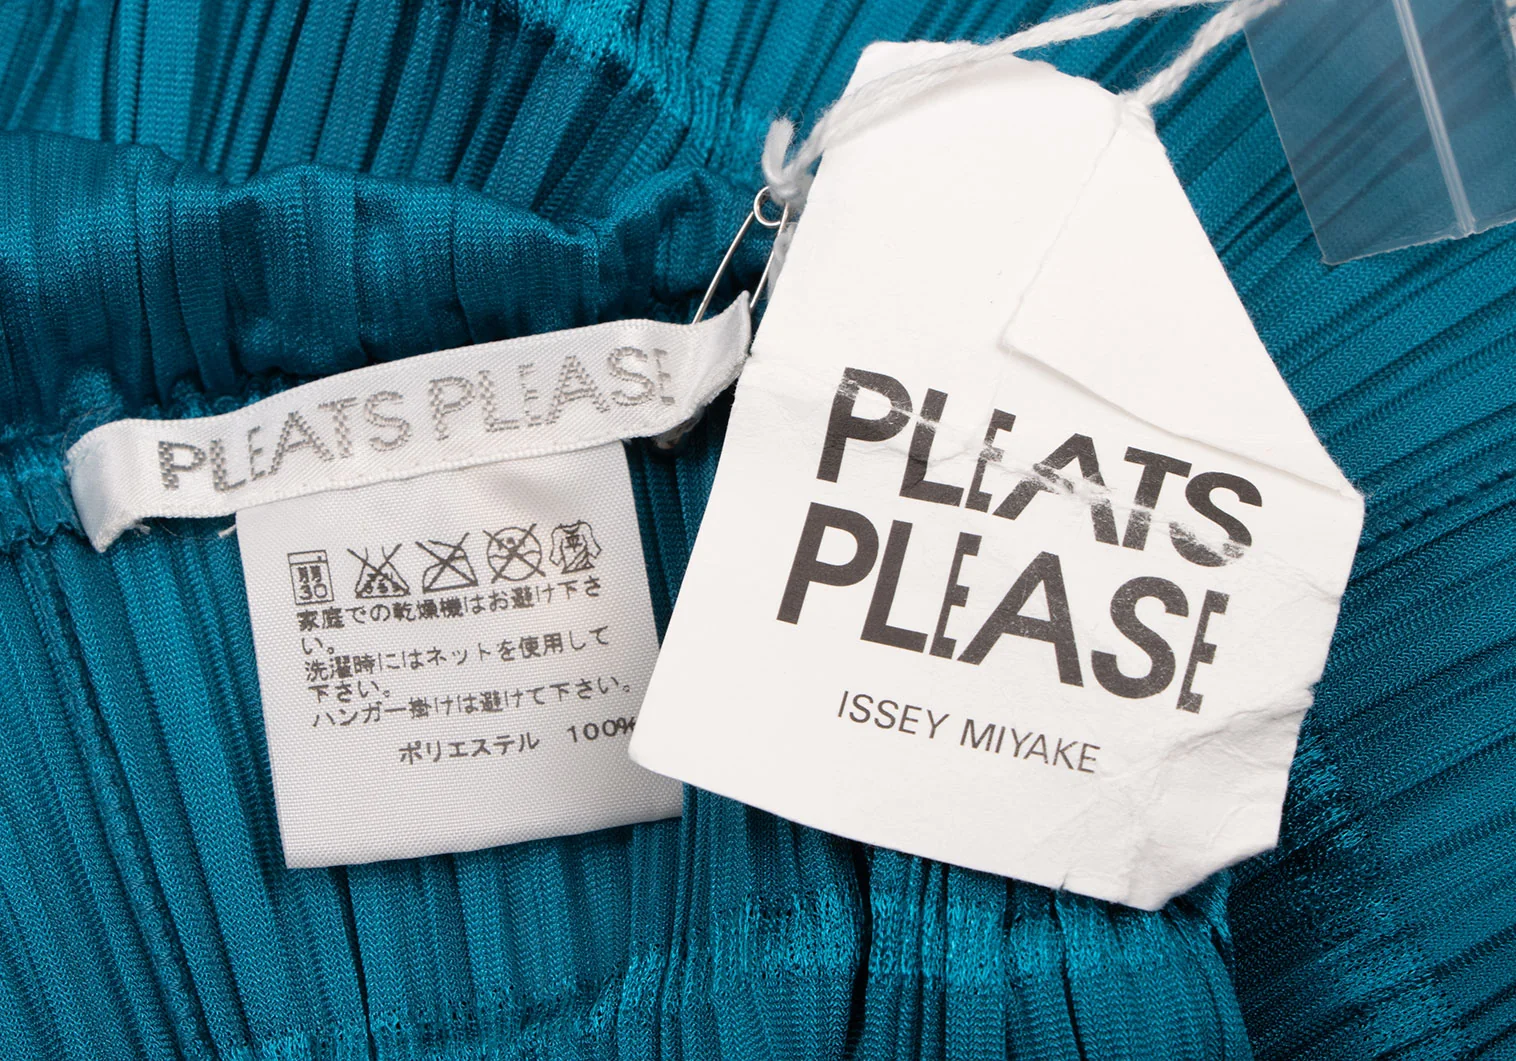 PLEATS PLEASE
30
家庭での乾燥機はお避け下さ
い。
洗濯時にはネットを使用して
下さい。
ハンガー掛けは避けて下さい。
ポリエステル 100%
PLEATS
PLEASE
ISSEY MIYAKE